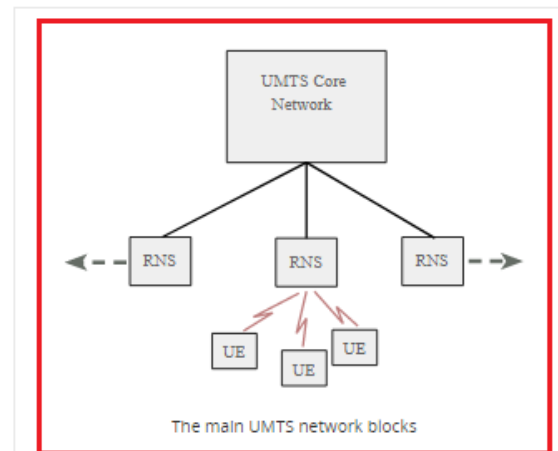 UMTS Core
Network
RNS
RNS
RNS
UE
UE
UE
The main UMTS network blocks